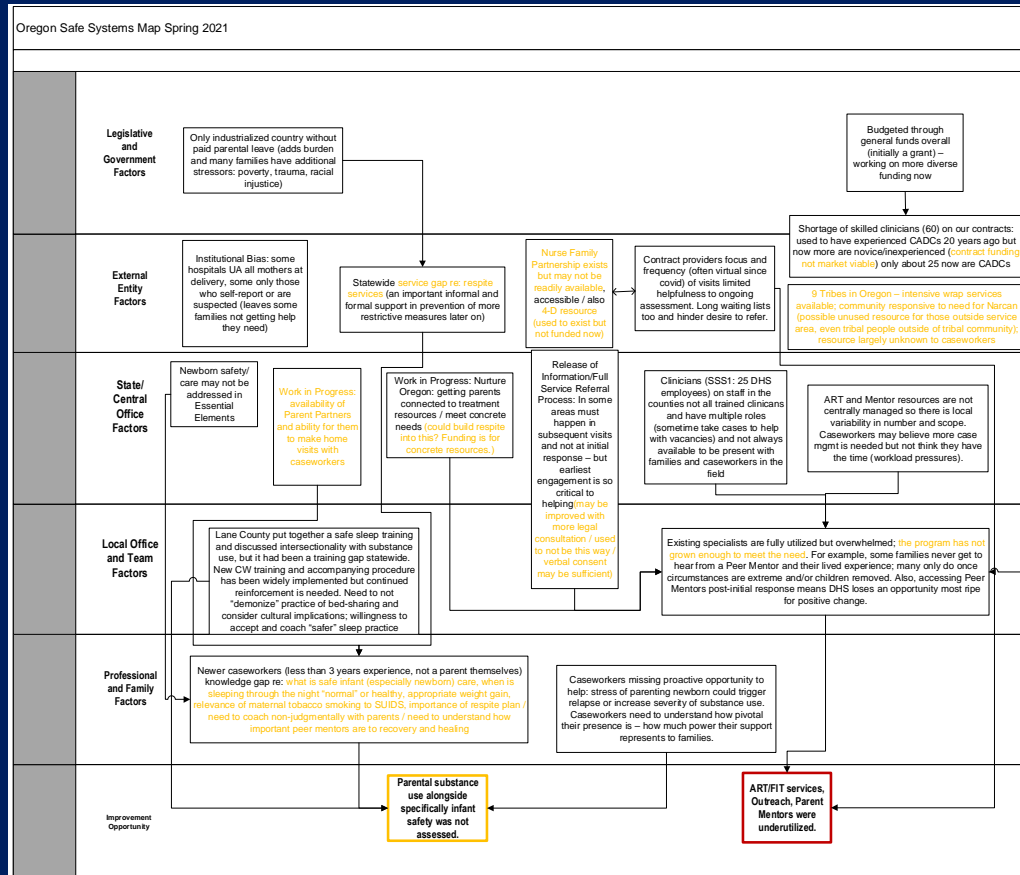 Oregon Safe Systems Map Spring 2021
Legislative
and
Government
Factors
Only industrialized country without
paid parental leave (adds burden
and many families have additional
stressors: poverty, trauma, racial
injustice)
Budgeted through
general funds overall
(initially a grant) –
working on more diverse
funding now
External
Entity
Factors
Institutional Bias: some
hospitals UA all mothers at
delivery, some only those
who self-report or are
suspected (leaves some
families not getting help
they need)
Statewide service gap re: respite
services (an important informal and
formal support in prevention of more
restrictive measures later on)
Nurse Family
Partnership exists
but may not be
readily available,
accessible / also
4-D resource
(used to exist but
not funded now)
Contract providers focus and
frequency (often virtual since
covid) of visits limited
helpfulness to ongoing
assessment. Long waiting lists
too and hinder desire to refer.
Shortage of skilled clinicians (60) on our contracts:
used to have experienced CADCs 20 years ago but
now more are novice/inexperienced (contract funding
not market viable) only about 25 now are CADCs
9 Tribes in Oregon – intensive wrap services
available; community responsive to need for Narcan
(possible unused resource for those outside service
area, even tribal people outside of tribal community);
resource largely unknown to caseworkers
State/
Central
Office
Factors
Newborn safety/
care may not be
addressed in
Essential
Elements
Work in Progress:
availability of
Parent Partners
and ability for them
to make home
visits with
caseworkers
Work in Progress: Nurture
Oregon: getting parents
connected to treatment
resources / meet concrete
needs (could build respite
into this? Funding is for
concrete resources.)
Release of
Information/Full
Service Referral
Process: In some
areas must
happen in
subsequent visits
and not at initial
response – but
earliest
engagement is so
critical to
helping(may be
improved with
more legal
consultation / used
to not be this way /
verbal consent
may be sufficient)
Clinicians (SSS1: 25 DHS
employees) on staff in the
counties not all trained clinicians
and have multiple roles
(sometime take cases to help
with vacancies) and not always
available to be present with
families and caseworkers in the
field
ART and Mentor resources are not
centrally managed so there is local
variability in number and scope.
Caseworkers may believe more case
mgmt is needed but not think they have
the time (workload pressures).
Local Office
and Team
Factors
Lane County put together a safe sleep training
and discussed intersectionality with substance
use, but it had been a training gap statewide.
New CW training and accompanying procedure
has been widely implemented but continued
reinforcement is needed. Need to not
"demonize" practice of bed-sharing and
consider cultural implications; willingness to
accept and coach "safer" sleep practice
Existing specialists are fully utilized but overwhelmed; the program has not
grown enough to meet the need. For example, some families never get to
hear from a Peer Mentor and their lived experience; many only do once
circumstances are extreme and/or children removed. Also, accessing Peer
Mentors post-initial response means DHS loses an opportunity most ripe
for positive change.
Professional
and Family
Factors
Newer caseworkers (less than 3 years experience, not a parent themselves)
knowledge gap re: what is safe infant (especially newborn) care, when is
sleeping through the night "normal" or healthy, appropriate weight gain,
relevance of maternal tobacco smoking to SUIDS, importance of respite plan /
need to coach non-judgmentally with parents / need to understand how
important peer mentors are to recovery and healing
Caseworkers missing proactive opportunity to
help: stress of parenting newborn could trigger
relapse or increase severity of substance use.
Caseworkers need to understand how pivotal
their presence is – how much power their support
represents to families.
Improvement
Opportunity
Parental substance
use alongside
specifically infant
safety was not
assessed.
ART/FIT services,
Outreach, Parent
Mentors were
underutilized.